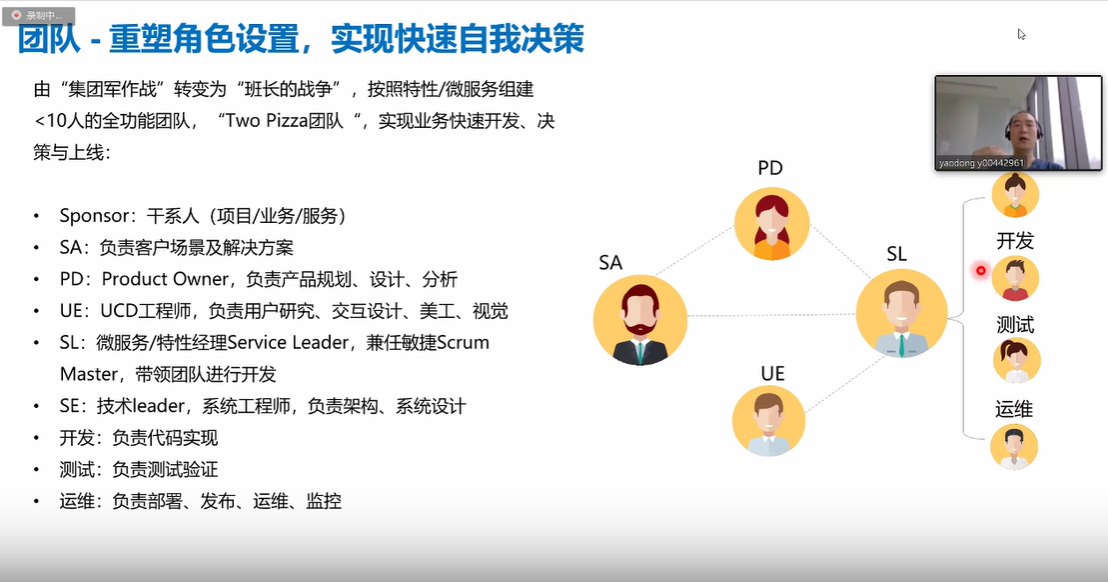 录制中...
团队 - 重塑角色设置，实现快速自我决策
由“集团军作战”转变为“班长的战争”，按照特性/微服务组建
<10人的全功能团队，“Two Pizza团队“，实现业务快速开发、决
策与上线：
• Sponsor：干系人（项目/业务/服务）
• SA：负责客户场景及解决方案
• PD：Product Owner，负责产品规划、设计、分析
• UE：UCD工程师，负责用户研究、交互设计、美工、视觉
• SL：微服务/特性经理Service Leader，兼任敏捷Scrum
Master，带领团队进行开发
• SE：技术leader，系统工程师，负责架构、系统设计
• 开发：负责代码实现
• 测试：负责测试验证
• 运维：负责部署、发布、运维、监控
yaodong y00442961
PD
SA
SL
UE
开发
测试
运维